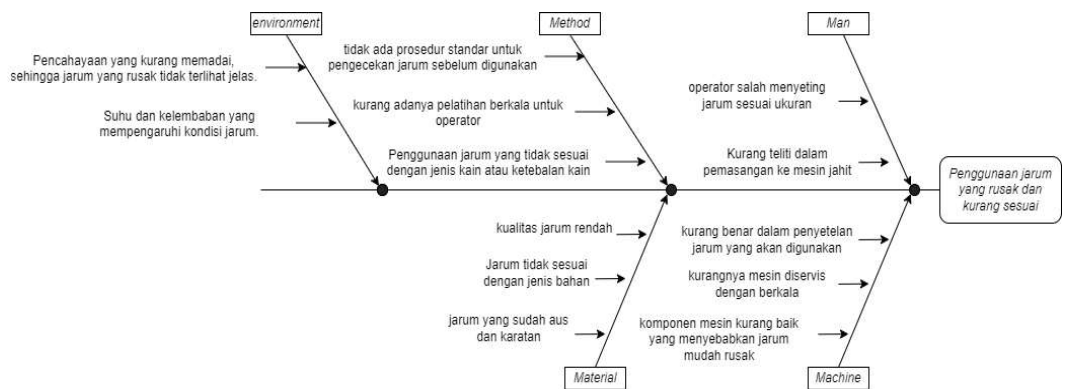 environment
Pencahayaan yang kurang memadai,
sehingga jarum yang rusak tidak terlihat jelas.
Suhu dan kelembaban yang
mempengaruhi kondisi jarum.
Method
tidak ada prosedur standar untuk
pengecekan jarum sebelum digunakan
kurang adanya pelatihan berkala untuk
operator
Penggunaan jarum yang tidak sesuai
dengan jenis kain atau ketebalan kain
Man
operator salah menyeting
jarum sesuai ukuran
Kurang teliti dalam
pemasangan ke mesin jahit
Penggunaan jarum
yang rusak dan
kurang sesuai
kualitas jarum rendah
Jarum tidak sesuai
dengan jenis bahan
jarum yang sudah aus
dan karatan
Material
kurang benar dalam penyetelan
jarum yang akan digunakan
kurangnya mesin diservis
dengan berkala
komponen mesin kurang baik
yang menyebabkan jarum
mudah rusak
Machine